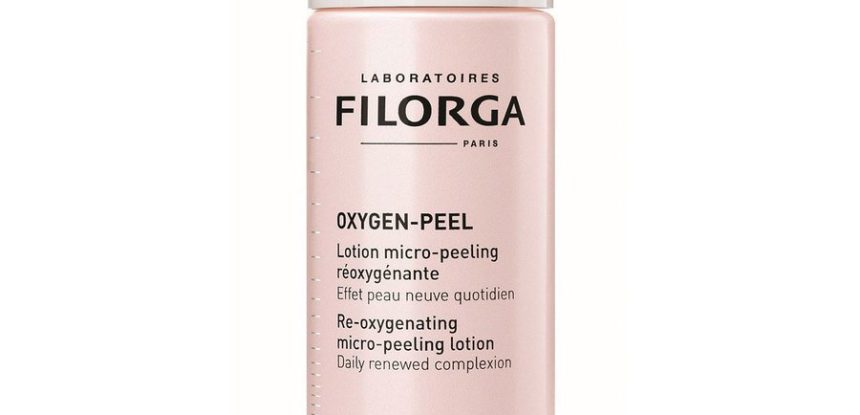 LABORATOIRES
FILORGA
PARIS
OXYGEN-PEEL
Lotion micro-peeling
réoxygénante
Effet peau neuve quotidien
Re-oxygenating
micro-peeling lotion
Daily renewed complexion